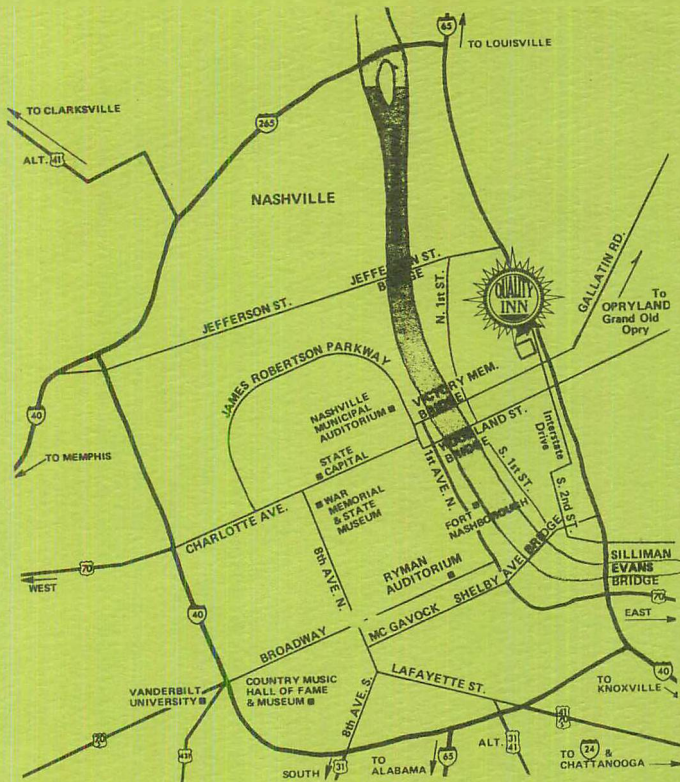 65
TO LOUISVILLE
TO CLARKSVILLE
ALT. 41
265
NASHVILLE
JEFFERSON ST.
BRIDGE
JEFFERSON ST.
N. 1st ST.
QUALITY
INN
GALLATIN RD.
To
OPRYLAND
Grand Old
Opry
JAMES ROBERTSON PARKWAY
NASHVILLE
MUNICIPAL
AUDITORIUM
VICTORY MEM.
BRIDGE
WOODLAND ST.
BRIDGE
Interstate
Drive
40
TO MEMPHIS
STATE
CAPITAL
1st AVE. N.
S. 1st ST.
S. 2nd ST.
WAR
MEMORIAL
& STATE
MUSEUM
FORT
NASHBOROUGH
CHARLOTTE AVE.
8th AVE. N.
RYMAN
AUDITORIUM
SHELBY AVE. BRIDGE
SILLIMAN
EVANS
BRIDGE
70
WEST
70
EAST
40
BROADWAY
MC GAVOCK
LAFAYETTE ST.
40
TO
KNOXVILLE
VANDERBILT
UNIVERSITY
COUNTRY MUSIC
HALL OF FAME
& MUSEUM
8th AVE. S.
70S
431
31
SOUTH
TO
ALABAMA
65
ALT. 31
41
41
70S
TO 24 &
CHATTANOOGA